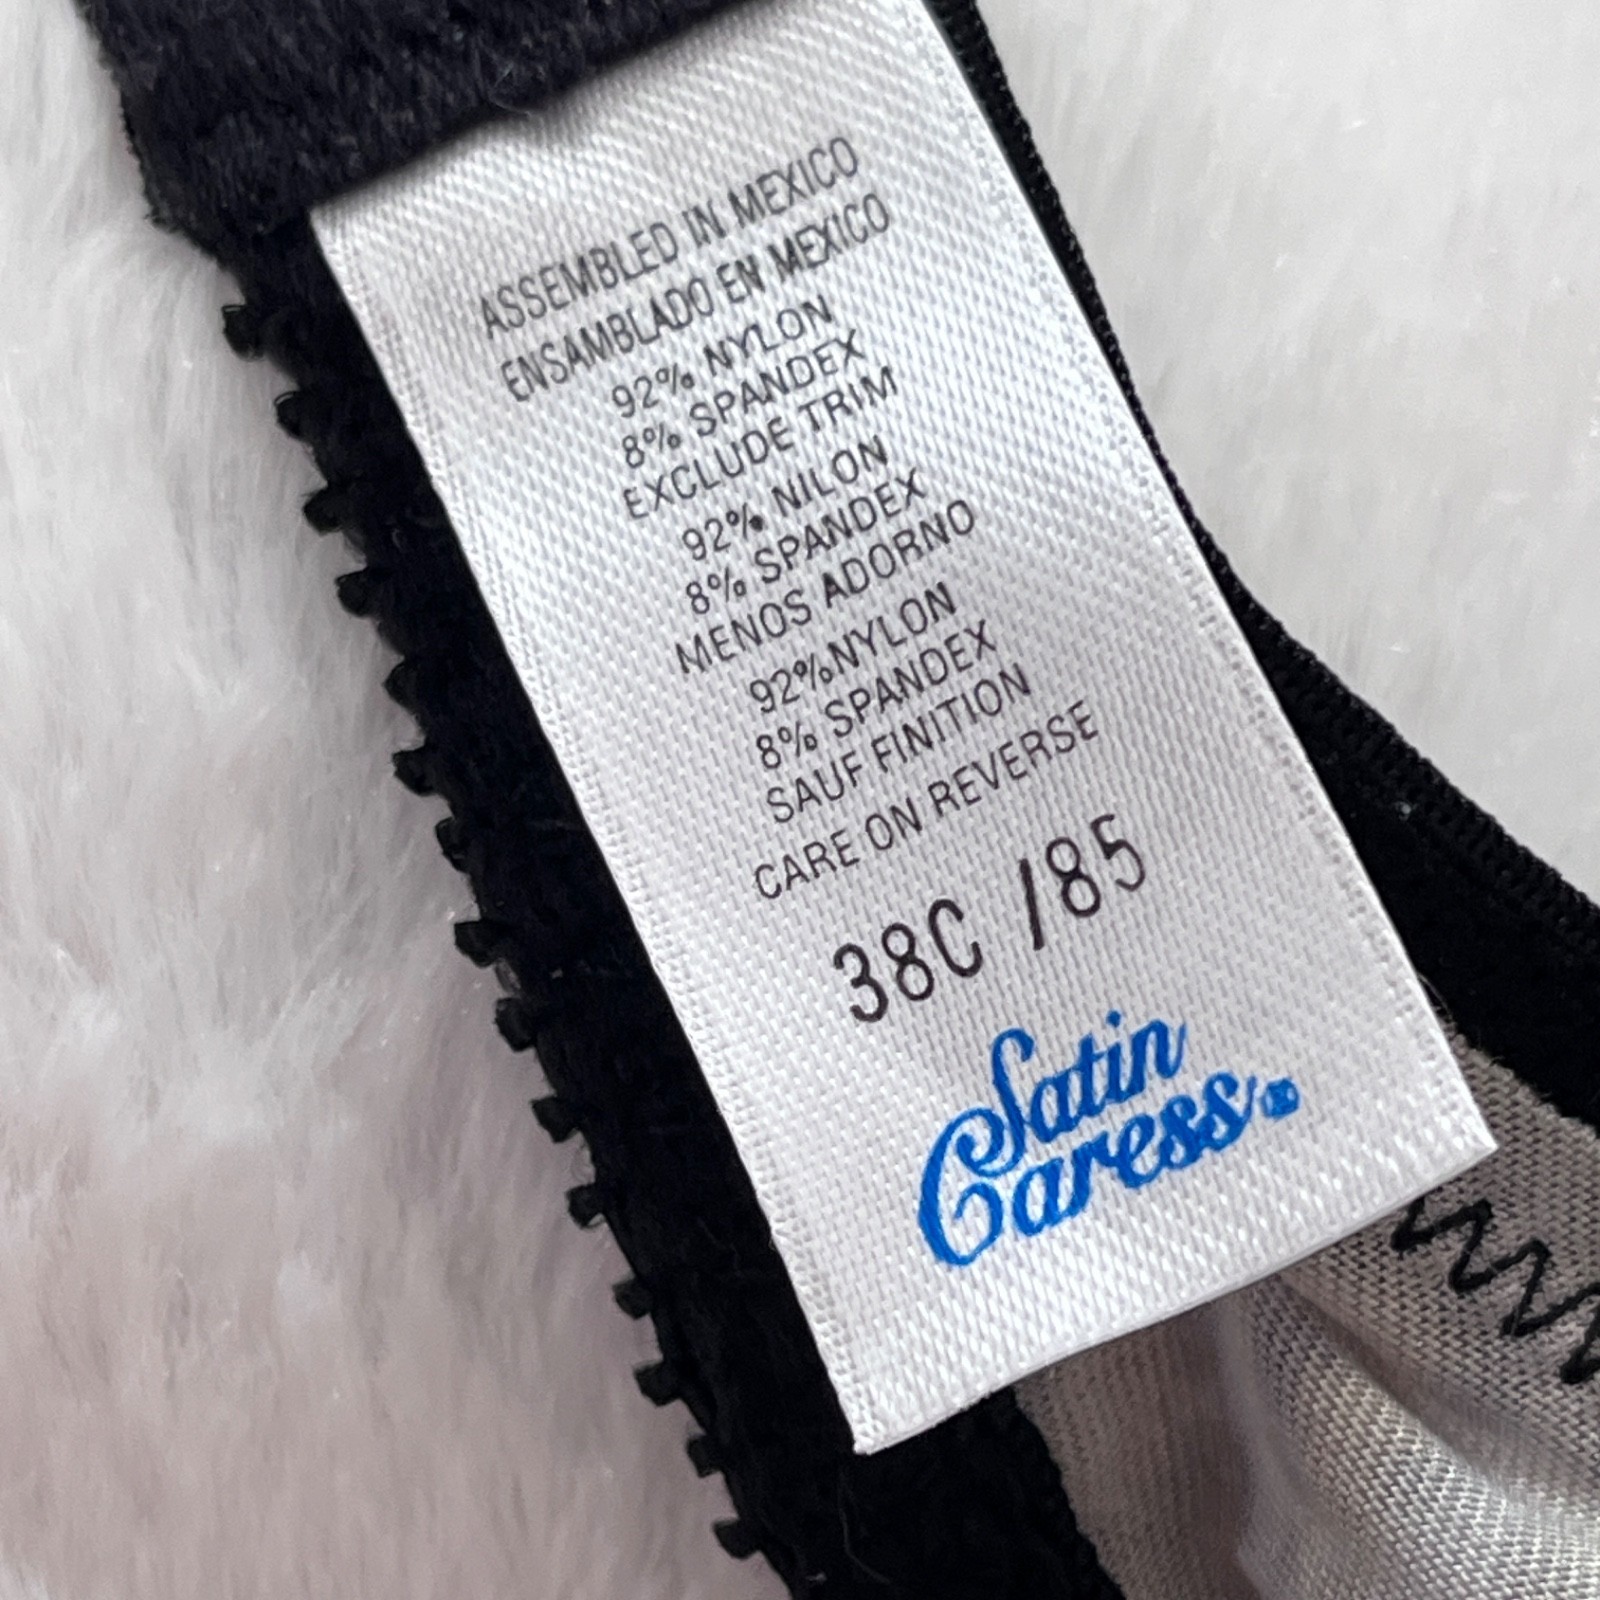 ASSEMBLED IN MEXICO
ENSAMBLADO EN MEXICO
92% NYLON
8% SPANDEX
EXCLUDE TRIM
92% NILON
8% SPANDEX
MENOS ADORNO
92%NYLON
8% SPANDEX
SAUF FINITION
CARE ON REVERSE
38C /85
Satin
Caress®